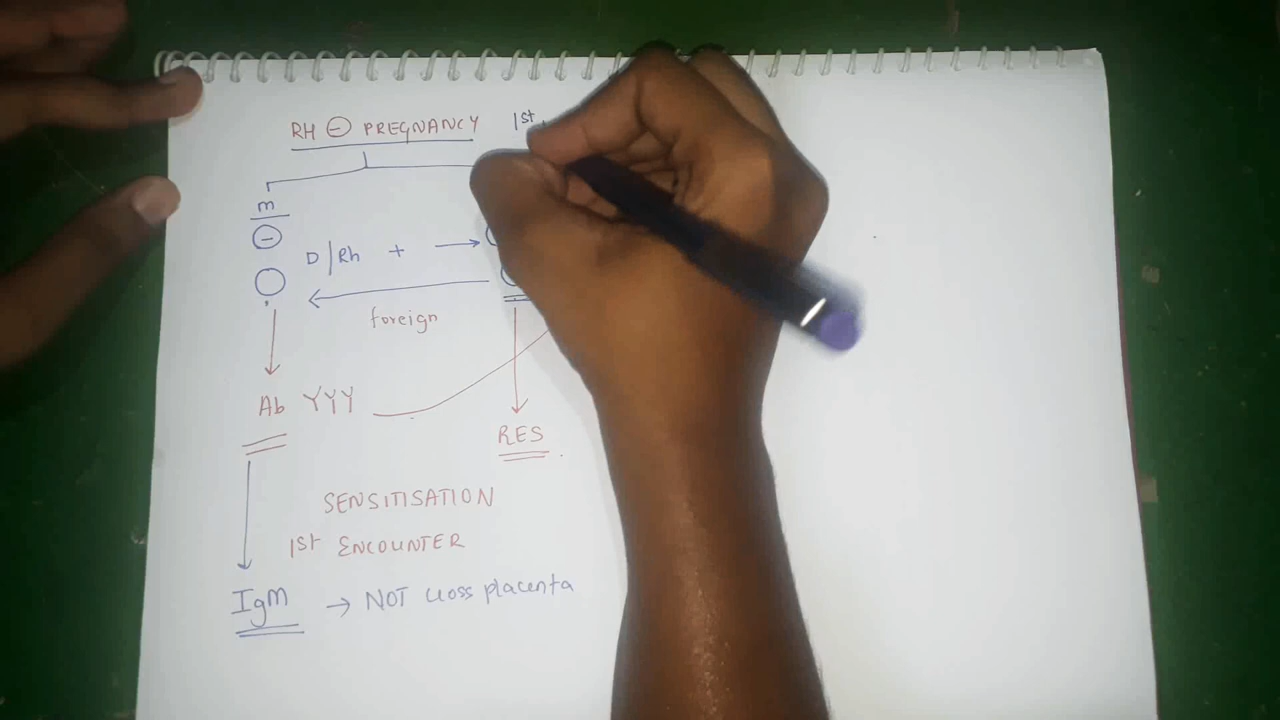 RH ⊖ PREGNANCY 1st
m
⊖
D/Rh + →
foreign
Ab YYY
RES
SENSITISATION
1st ENCOUNTER
IgM → NOT cross placenta